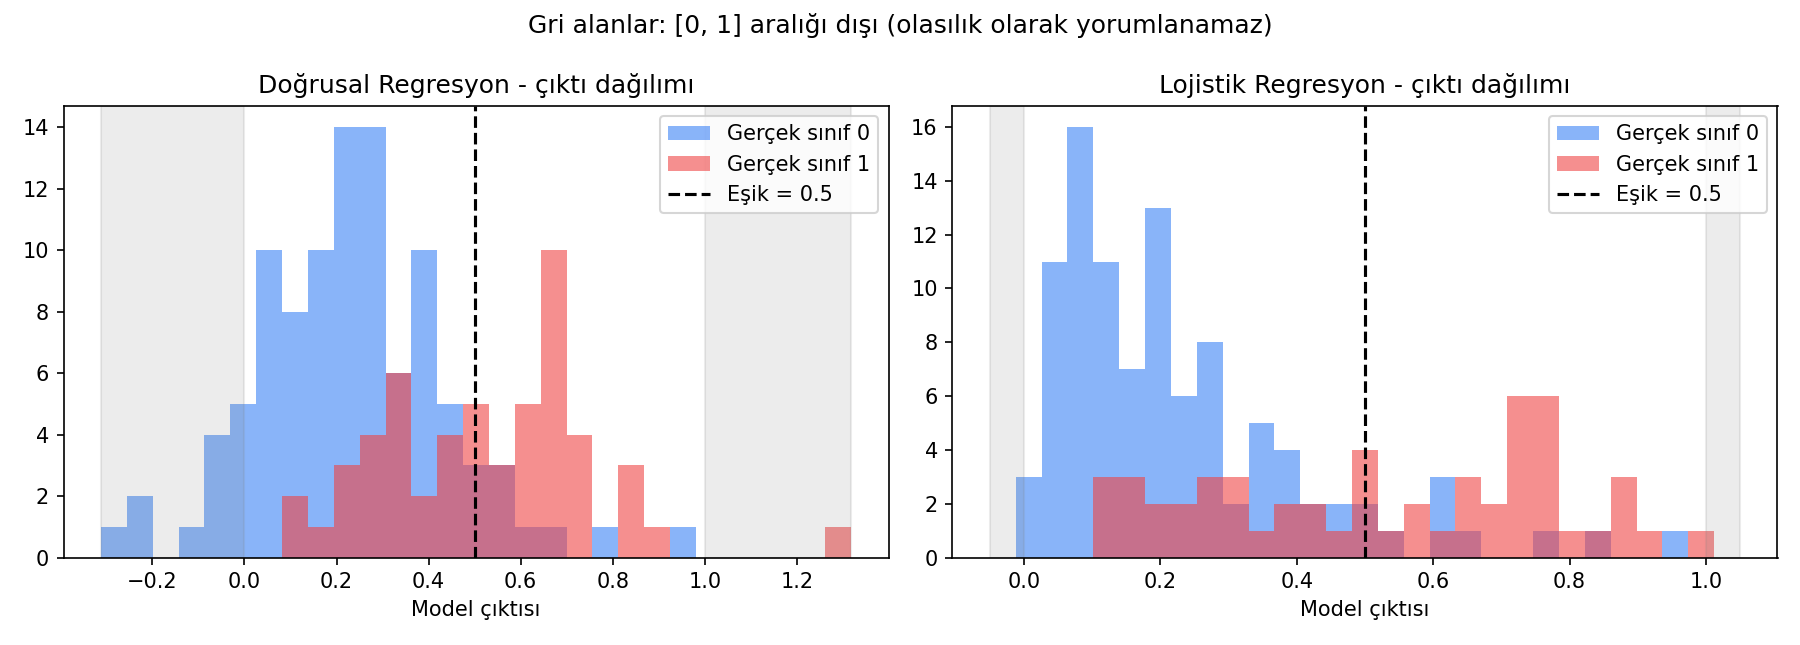 Gri alanlar: [0, 1] aralığı dışı (olasılık olarak yorumlanamaz)
Doğrusal Regresyon - çıktı dağılımı
14
12
10
8
6
4
2
0
Gerçek sınıf 0
Gerçek sınıf 1
Eşik = 0.5
−0.2 0.0 0.2 0.4 0.6 0.8 1.0 1.2
Model çıktısı
Lojistik Regresyon - çıktı dağılımı
16
14
12
10
8
6
4
2
0
Gerçek sınıf 0
Gerçek sınıf 1
Eşik = 0.5
0.0 0.2 0.4 0.6 0.8 1.0
Model çıktısı